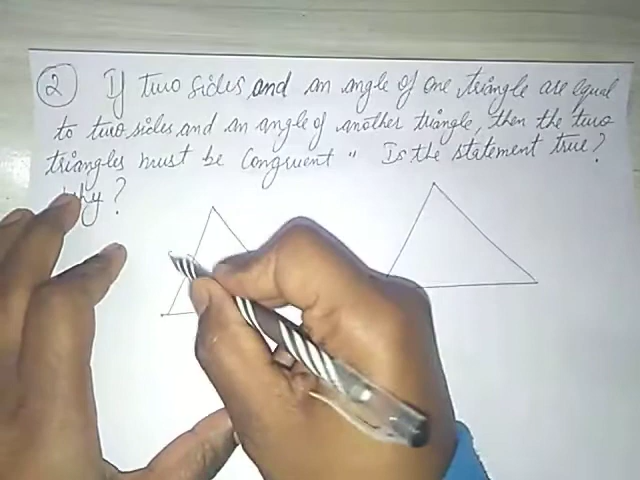 2 If two sides and an angle of one triangle are equal
to two sides and an angle of another triangle, then the two
triangles must be congruent " Is the statement true?
Why?